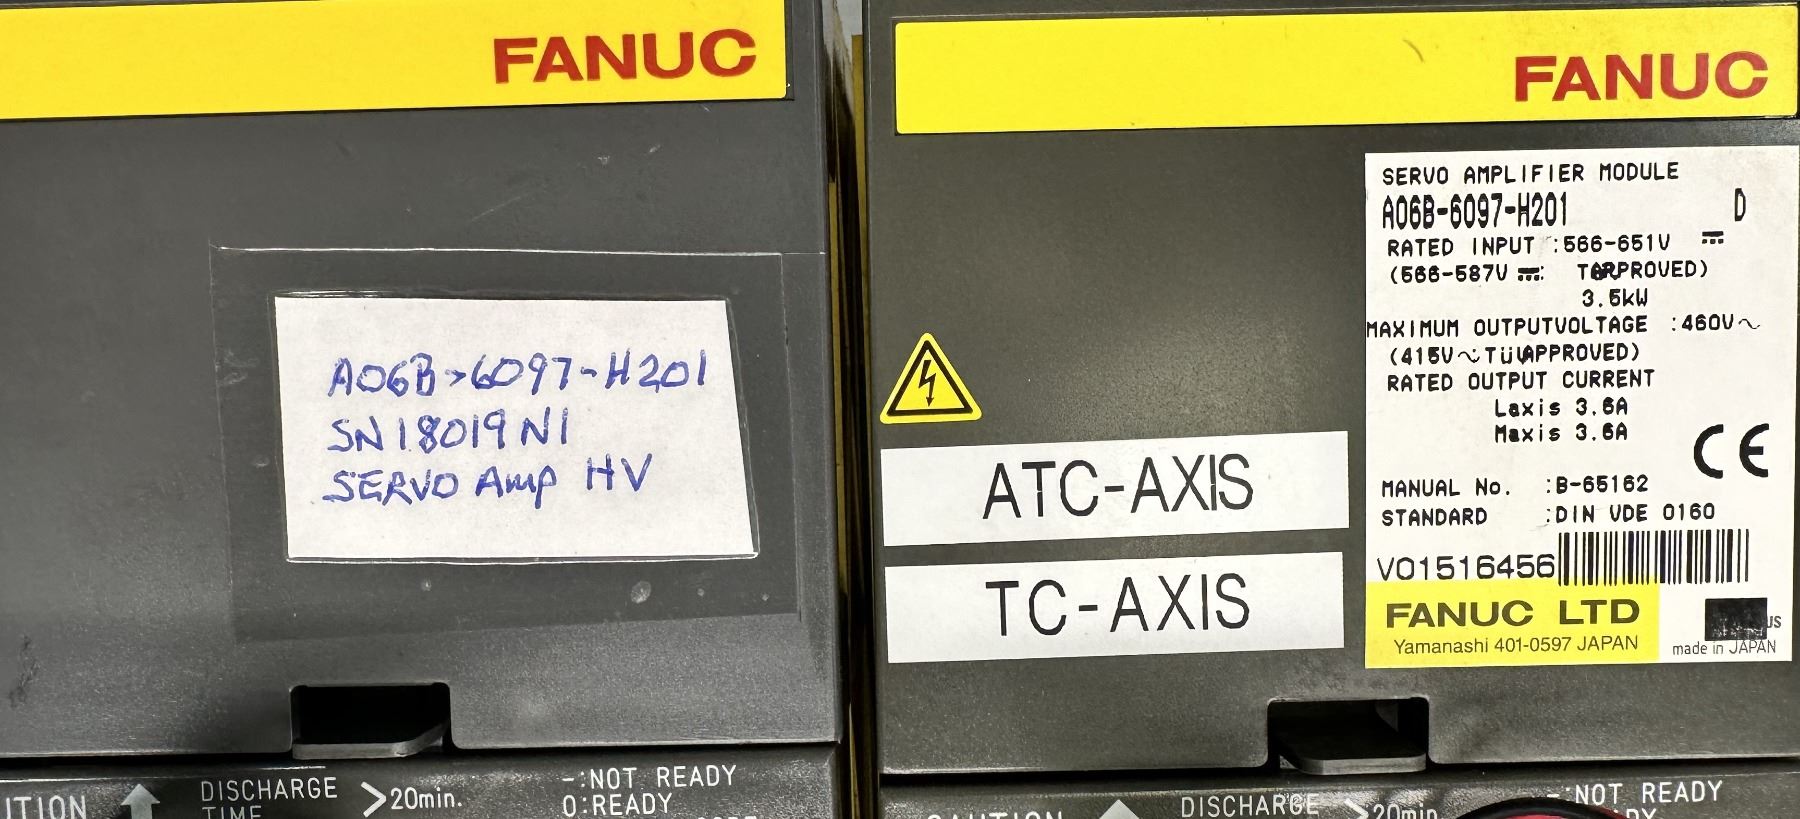 FANUC
A06B-6097-H201
SN18019N1
SERVO Amp HV
DISCHARGE
TIME
>20min.
-:NOT READY
0:READY
FANUC
ATC-AXIS
TC-AXIS
SERVO AMPLIFIER MODULE
A06B-6097-H201 D
RATED INPUT :566-651V
(566-587V
3.5kW
MAXIMUM OUTPUTVOLTAGE :460V~
(415V~TÜVAPPROVED)
RATED OUTPUT CURRENT
Laxis 3.6A
Maxis 3.6A
CE
MANUAL No. :B-65162
STANDARD :DIN VDE 0160
V01516456
FANUC LTD
Yamanashi 401-0597 JAPAN
made in JAPAN
DISCHARGE
>20min
-:NOT READY